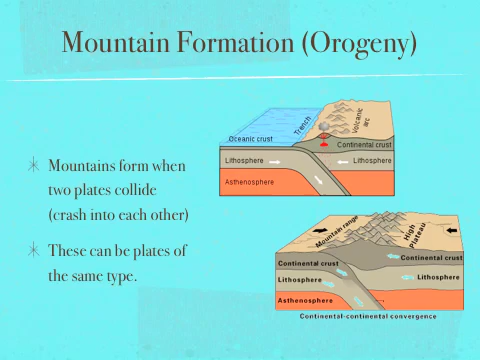 Mountain Formation (Orogeny)
Mountains form when
two plates collide
(crash into each other)
These can be plates of
the same type.
Trench
Volcanic
arc
Oceanic crust
Continental crust
Lithosphere
Lithosphere
Asthenosphere
Mountain range
High
Plateau
Continental crust
Continental crust
Lithosphere
Lithosphere
Asthenosphere
Continental-continental convergence